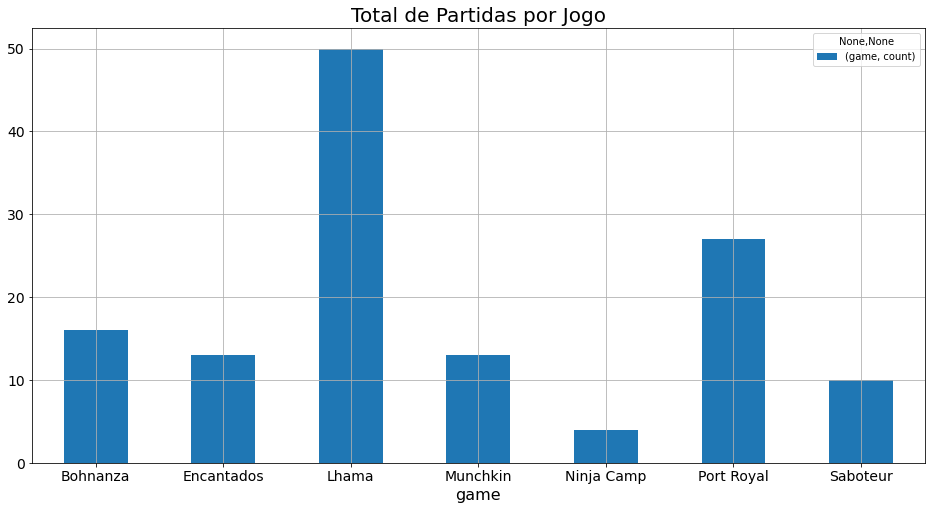 Total de Partidas por Jogo
None,None
(game, count)
50
40
30
20
10
0
Bohnanza Encantados Lhama Munchkin Ninja Camp Port Royal Saboteur
game